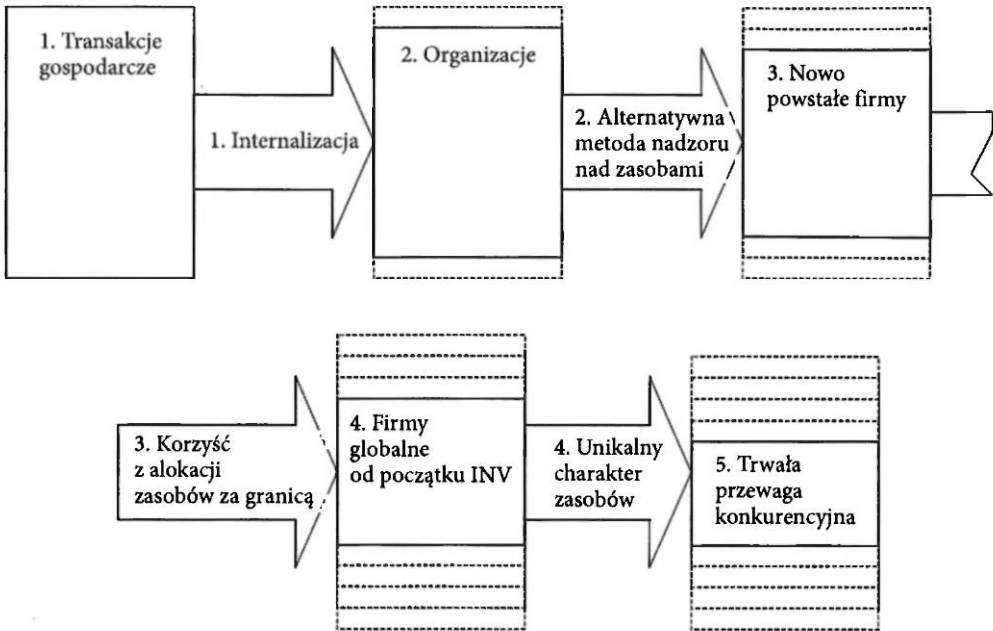 1. Transakcje
gospodarcze
1. Internalizacja
2. Organizacje
2. Alternatywna
metoda nadzoru
nad zasobami
3. Nowo
powstałe firmy
3. Korzyść
z alokacji
zasobów za granicą
4. Firmy
globalne
od początku INV
4. Unikalny
charakter
zasobów
5. Trwała
przewaga
konkurencyjna